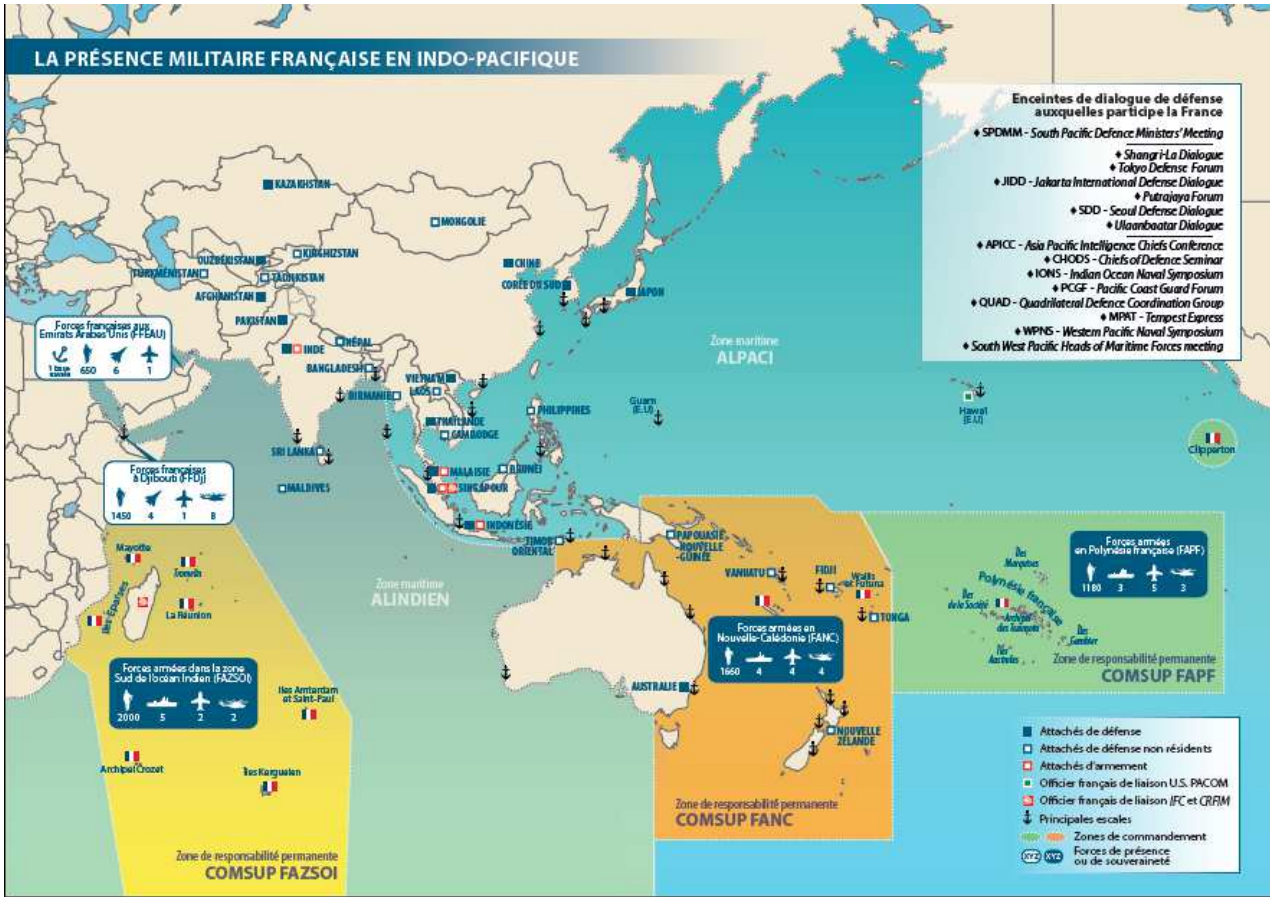 LA PRÉSENCE MILITAIRE FRANÇAISE EN INDO-PACIFIQUE
Enceintes de dialogue de défense
auxquelles participe la France
♦ SPDMM - South Pacific Defence Ministers' Meeting
♦ Shangri-La Dialogue
♦ Tokyo Defense Forum
♦ JIDD - Jakarta International Defense Dialogue
♦ Putrajaya Forum
♦ SDD - Seoul Defense Dialogue
♦ Ulaanbaatar Dialogue
♦ APICC - Asia Pacific Intelligence Chiefs Conference
♦ CHODS - Chiefs of Defence Seminar
♦ IONS - Indian Ocean Naval Symposium
♦ PCGF - Pacific Coast Guard Forum
♦ QUAD - Quadrilateral Defence Coordination Group
♦ MPAT - Tempest Express
♦ WPNS - Western Pacific Naval Symposium
♦ South West Pacific Heads of Maritime Forces meeting
KAZAKHSTAN
MONGOLIE
OUZBÉKISTAN
KIRGHIZSTAN
TURKMÉNISTAN
TADJIKISTAN
CHINE
CORÉE DU SUD
JAPON
AFGHANISTAN
PAKISTAN
Forces françaises aux
Emirats Arabes Unis (FFEAU)
1 base
650 6 1
INDE
NÉPAL
BANGLADESH
BIRMANIE
VIETNAM
LAOS
THAÏLANDE
CAMBODGE
PHILIPPINES
Zone maritime
ALPACI
Guam
(E.U)
Hawaï
(E.U)
Clipperton
SRI LANKA
MALDIVES
MALAISIE
BRUNEI
SINGAPOUR
INDONÉSIE
TIMOR
ORIENTAL
PAPOUASIE
NOUVELLE
-GUINÉE
Forces françaises
à Djibouti (FFDj)
1450 4 1 8
Mayotte
Tromelin
Iles Eparses
La Réunion
Zone maritime
ALINDIEN
Forces armées dans la zone
Sud de l'océan Indien (FAZSOI)
2000 5 2 2
Iles Amterdam
et Saint-Paul
Archipel Crozet
Îles Kerguelen
Zone de responsabilité permanente
COMSUP FAZSOI
VANUATU
FIDJI
Wallis
et Futuna
TONGA
Forces armées en
Nouvelle-Calédonie (FANC)
1660 4 4 4
AUSTRALIE
NOUVELLE
ZÉLANDE
Zone de responsabilité permanente
COMSUP FANC
Forces armées
en Polynésie française (FAPF)
1180 3 5 3
Îles
Marquises
Polynésie française
Îles
de la Société
Archipel
des Tuamotu
Îles
Gambier
Îles
Australes
Zone de responsabilité permanente
COMSUP FAPF
Attachés de défense
Attachés de défense non résidents
Attachés d'armement
Officier français de liaison U.S. PACOM
Officier français de liaison IFC et CRFIM
Principales escales
Zones de commandement
XYZ XYZ Forces de présence
ou de souveraineté